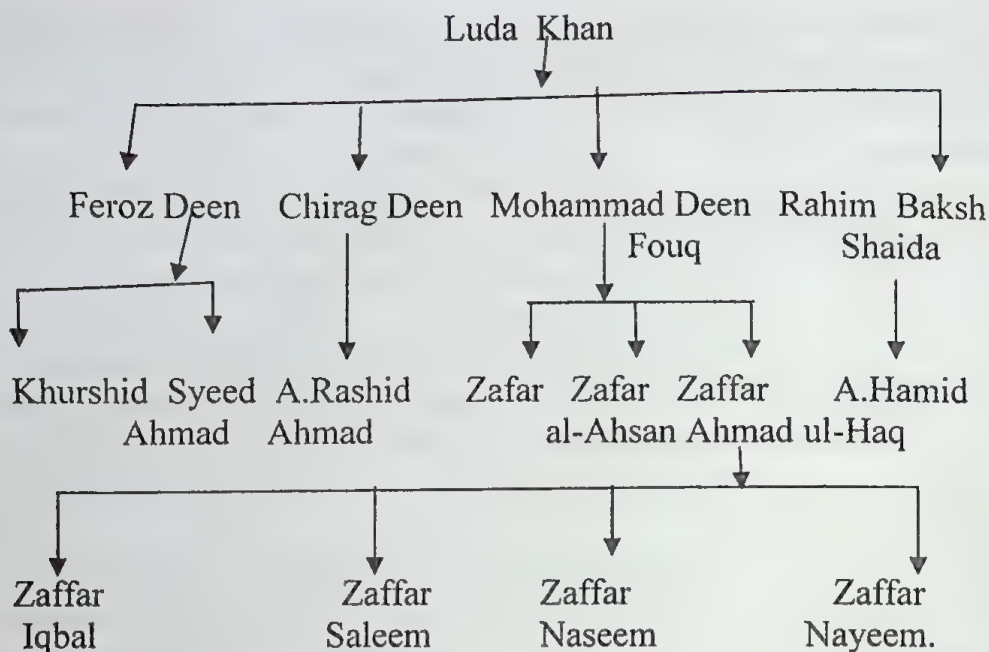 Luda Khan
Feroz Deen Chirag Deen Mohammad Deen Rahim Baksh
Fouq Shaida
Khurshid Syeed A.Rashid Zafar Zafar Zaffar A.Hamid
Ahmad Ahmad al-Ahsan Ahmad ul-Haq
Zaffar Zaffar Zaffar Zaffar
Iqbal Saleem Naseem Nayeem.